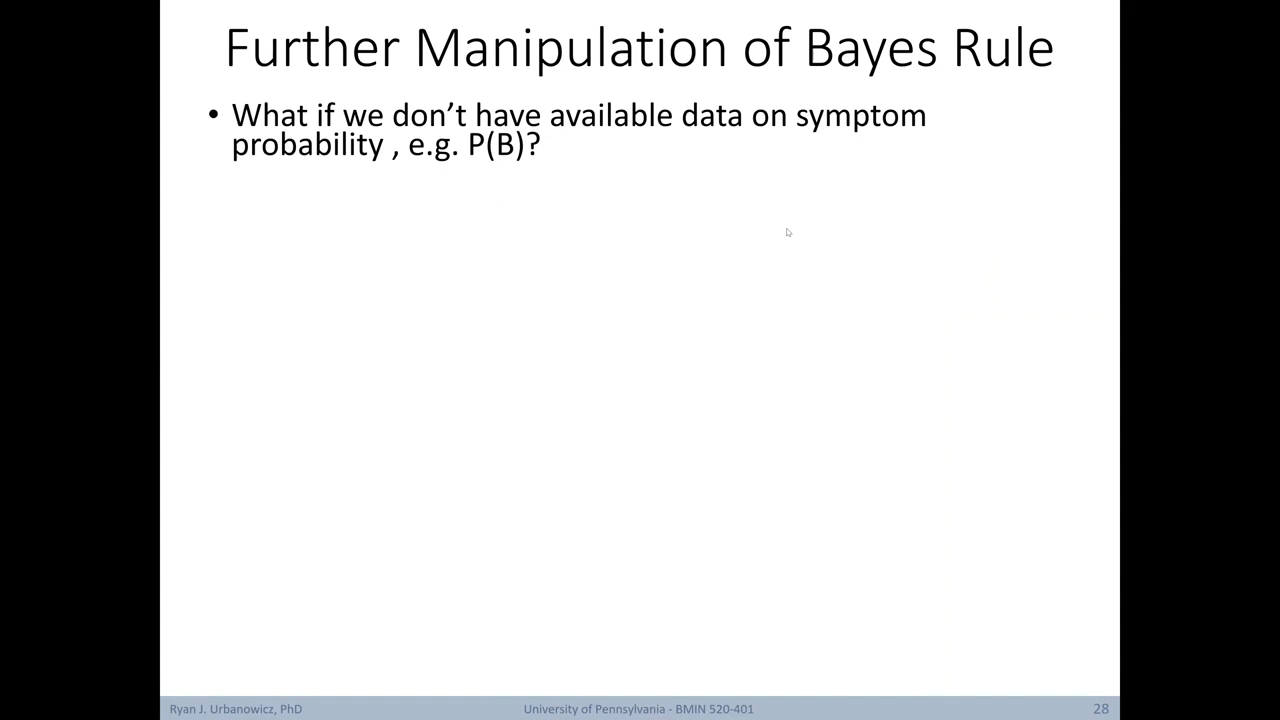 Further Manipulation of Bayes Rule
• What if we don’t have available data on symptom
probability , e.g. P(B)?
Ryan J. Urbanowicz, PhD
University of Pennsylvania - BMIN 520-401
28